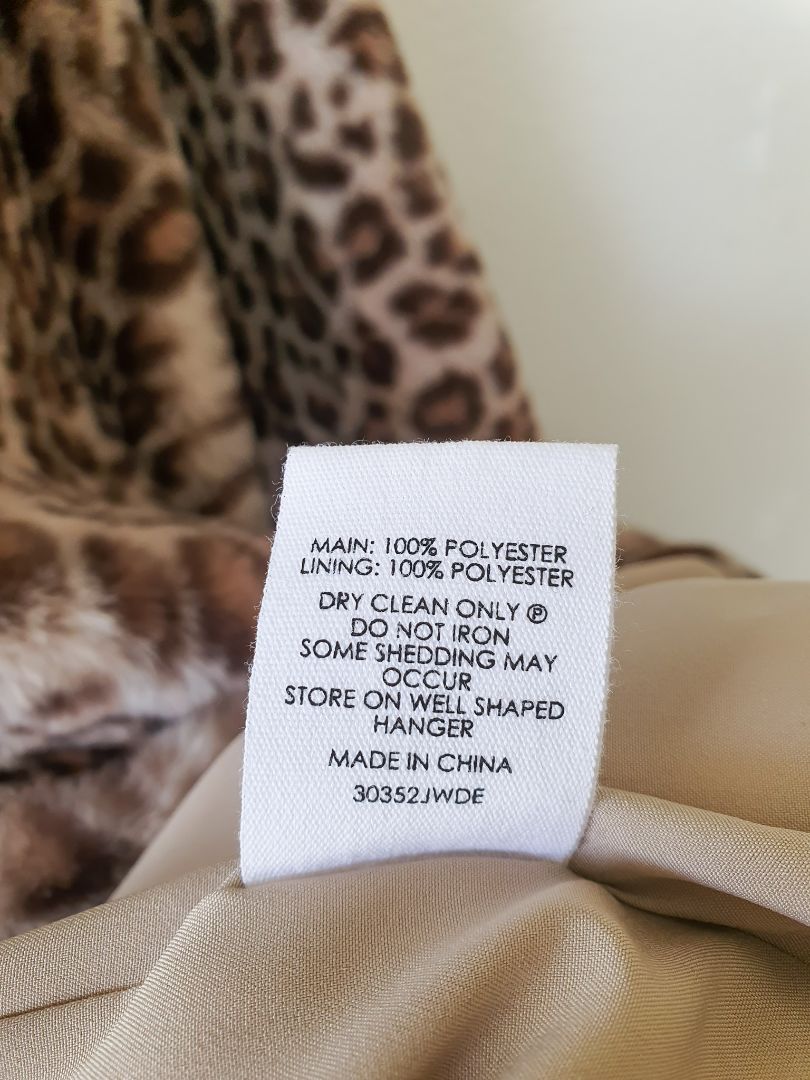 MAIN: 100% POLYESTER
LINING: 100% POLYESTER
DRY CLEAN ONLY Ⓟ
DO NOT IRON
SOME SHEDDING MAY
OCCUR
STORE ON WELL SHAPED
HANGER
MADE IN CHINA
30352JWDE